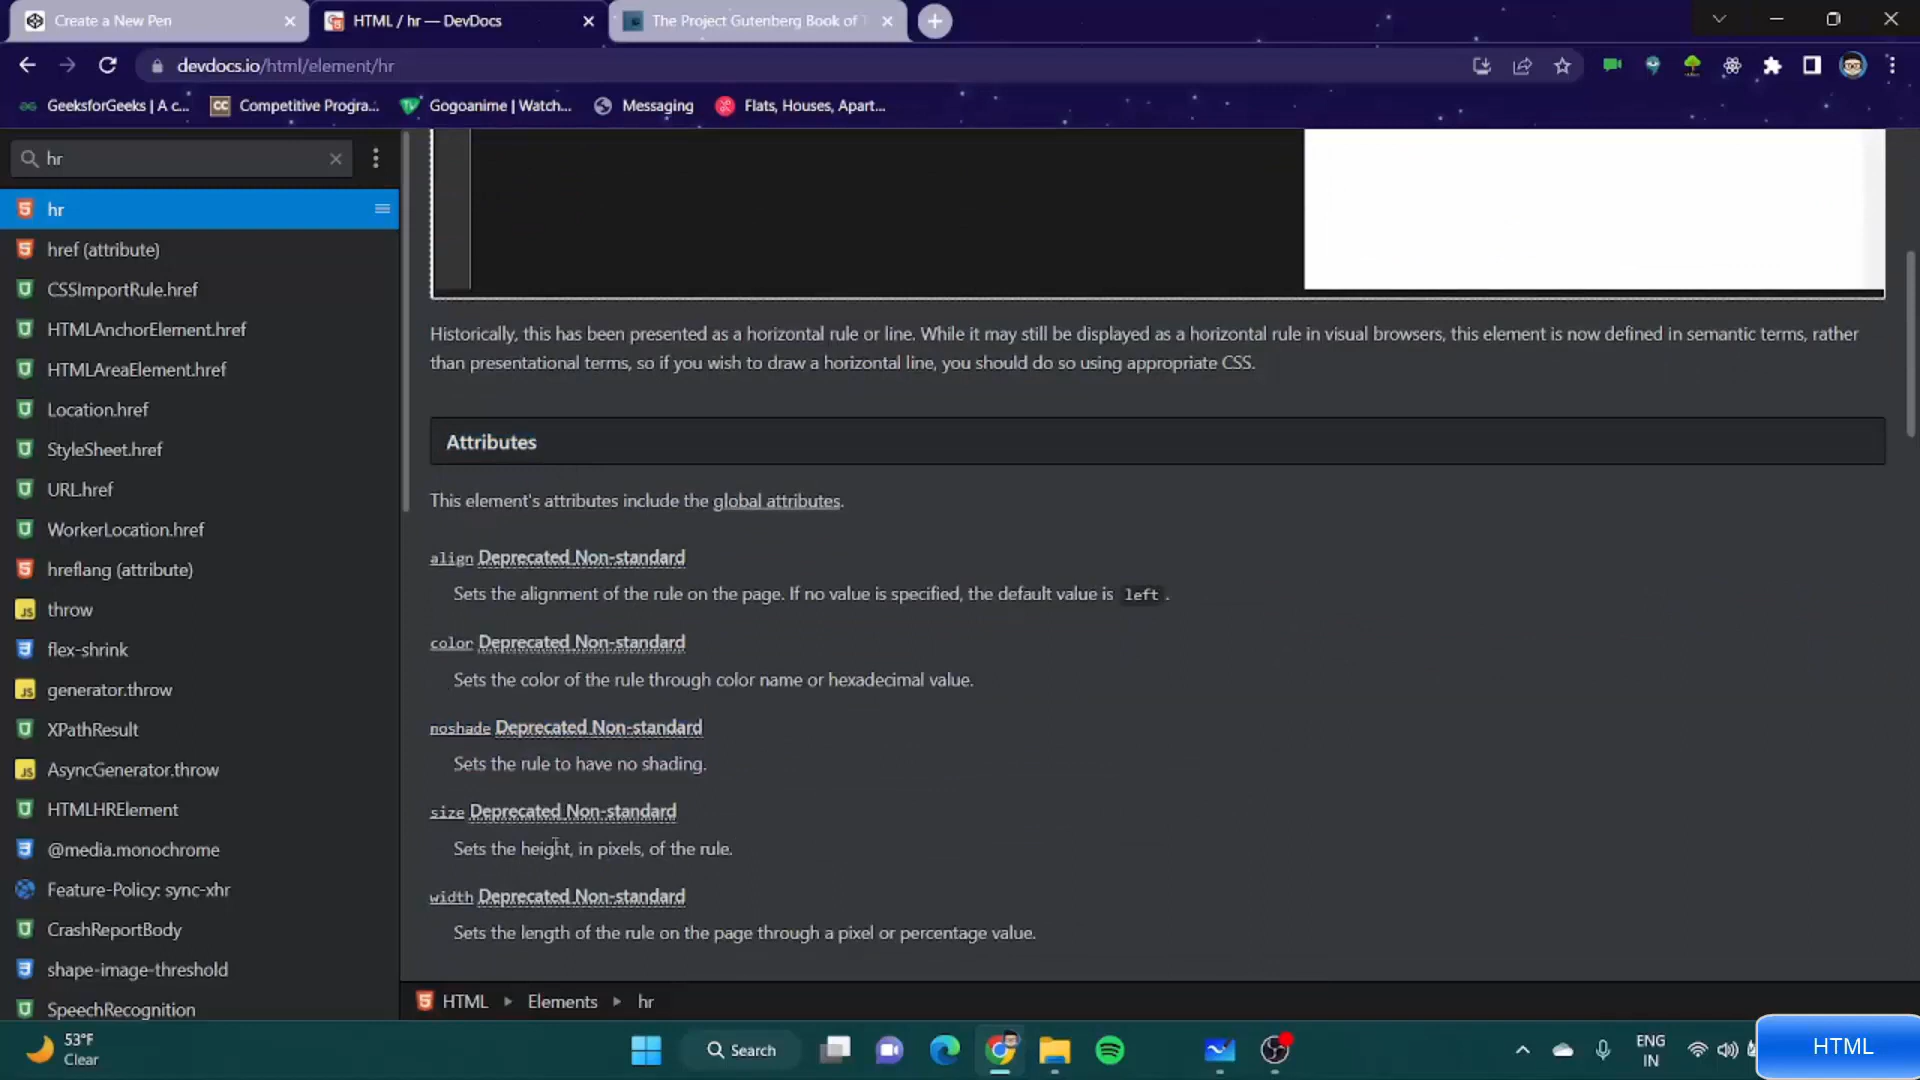 Create a New Pen
HTML / hr — DevDocs
The Project Gutenberg Book of T
devdocs.io/html/element/hr
GeeksforGeeks | A c...
CC Competitive Progra...
Gogoanime | Watch...
Messaging
Flats, Houses, Apart...
hr
hr
href (attribute)
CSSImportRule.href
HTMLAnchorElement.href
HTMLAreaElement.href
Location.href
StyleSheet.href
URL.href
WorkerLocation.href
hreflang (attribute)
JS throw
flex-shrink
JS generator.throw
XPathResult
JS AsyncGenerator.throw
HTMLHRElement
@media.monochrome
Feature-Policy: sync-xhr
CrashReportBody
shape-image-threshold
SpeechRecognition
Historically, this has been presented as a horizontal rule or line. While it may still be displayed as a horizontal rule in visual browsers, this element is now defined in semantic terms, rather
than presentational terms, so if you wish to draw a horizontal line, you should do so using appropriate CSS.
Attributes
This element's attributes include the global attributes.
align Deprecated Non-standard
Sets the alignment of the rule on the page. If no value is specified, the default value is left.
color Deprecated Non-standard
Sets the color of the rule through color name or hexadecimal value.
noshade Deprecated Non-standard
Sets the rule to have no shading.
size Deprecated Non-standard
Sets the height, in pixels, of the rule.
width Deprecated Non-standard
Sets the length of the rule on the page through a pixel or percentage value.
HTML
Elements
hr
53°F
Clear
Search
ENG
IN
HTML